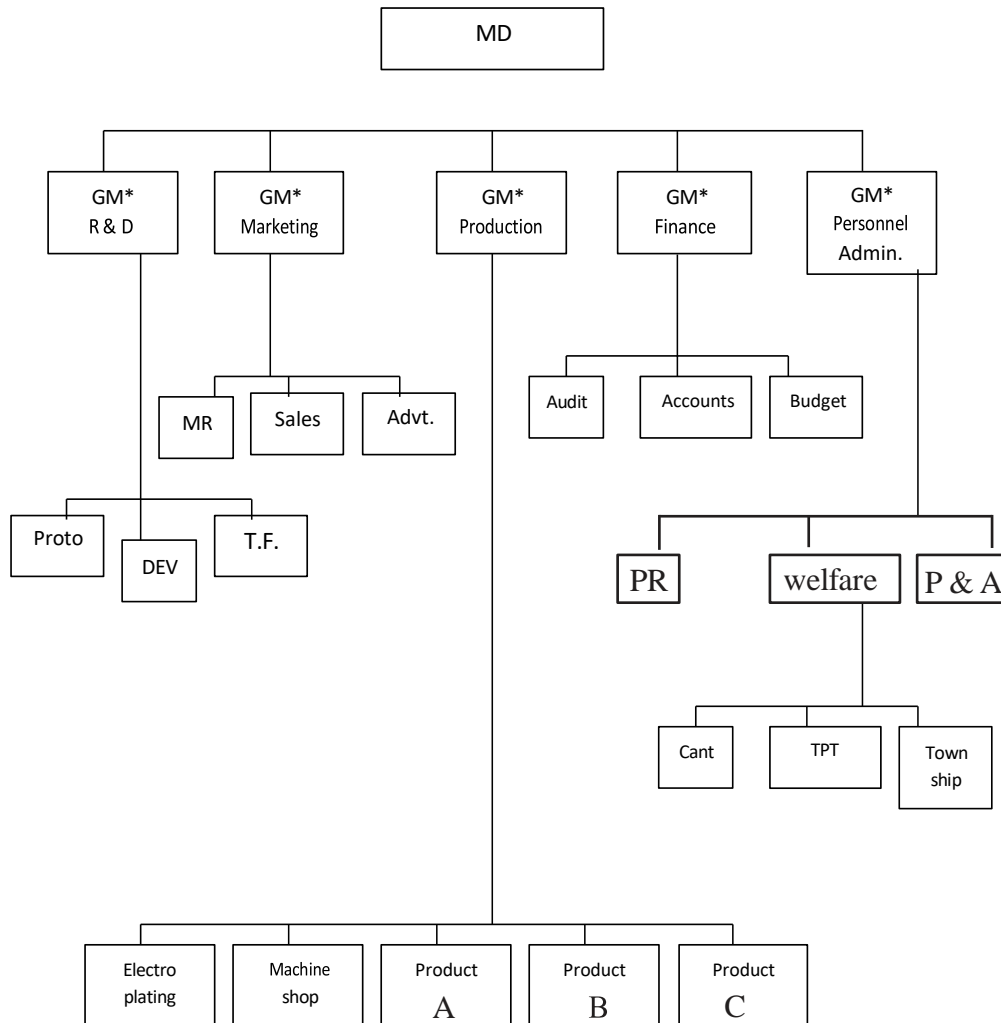 MD
GM*
R & D
GM*
Marketing
GM*
Production
GM*
Finance
GM*
Personnel
Admin.
MR
Sales
Advt.
Audit
Accounts
Budget
Proto
DEV
T.F.
PR
welfare
P & A
Cant
TPT
Town
ship
Electro
plating
Machine
shop
Product
A
Product
B
Product
C